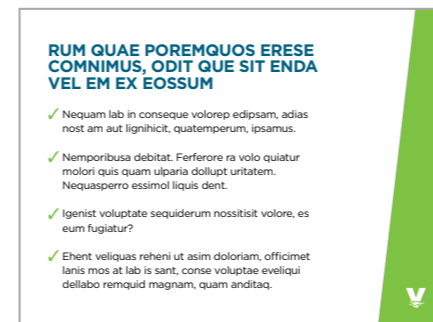 RUM QUAE POREMQUOS ERESE
COMNIMUS, ODIT QUE SIT ENDA
VEL EM EX EOSSUM
✓ Nequam lab in conseque volorep edipsam, adias
nost am aut lignihicit, quatemperum, ipsamus.
✓ Nemporibusa debitat. Ferferore ra volo quiatur
molori quis quam ulparia dollupt uritatem.
Nequasperro essimol liquis dent.
✓ Igenist voluptate sequiderum nossitisit volore, es
eum fugiatur?
✓ Ehent veliquas reheni ut asim doloriam, officimet
lanis mos at lab is sant, conse voluptae eveliqui
dellabo remquid magnam, quam anditaq.